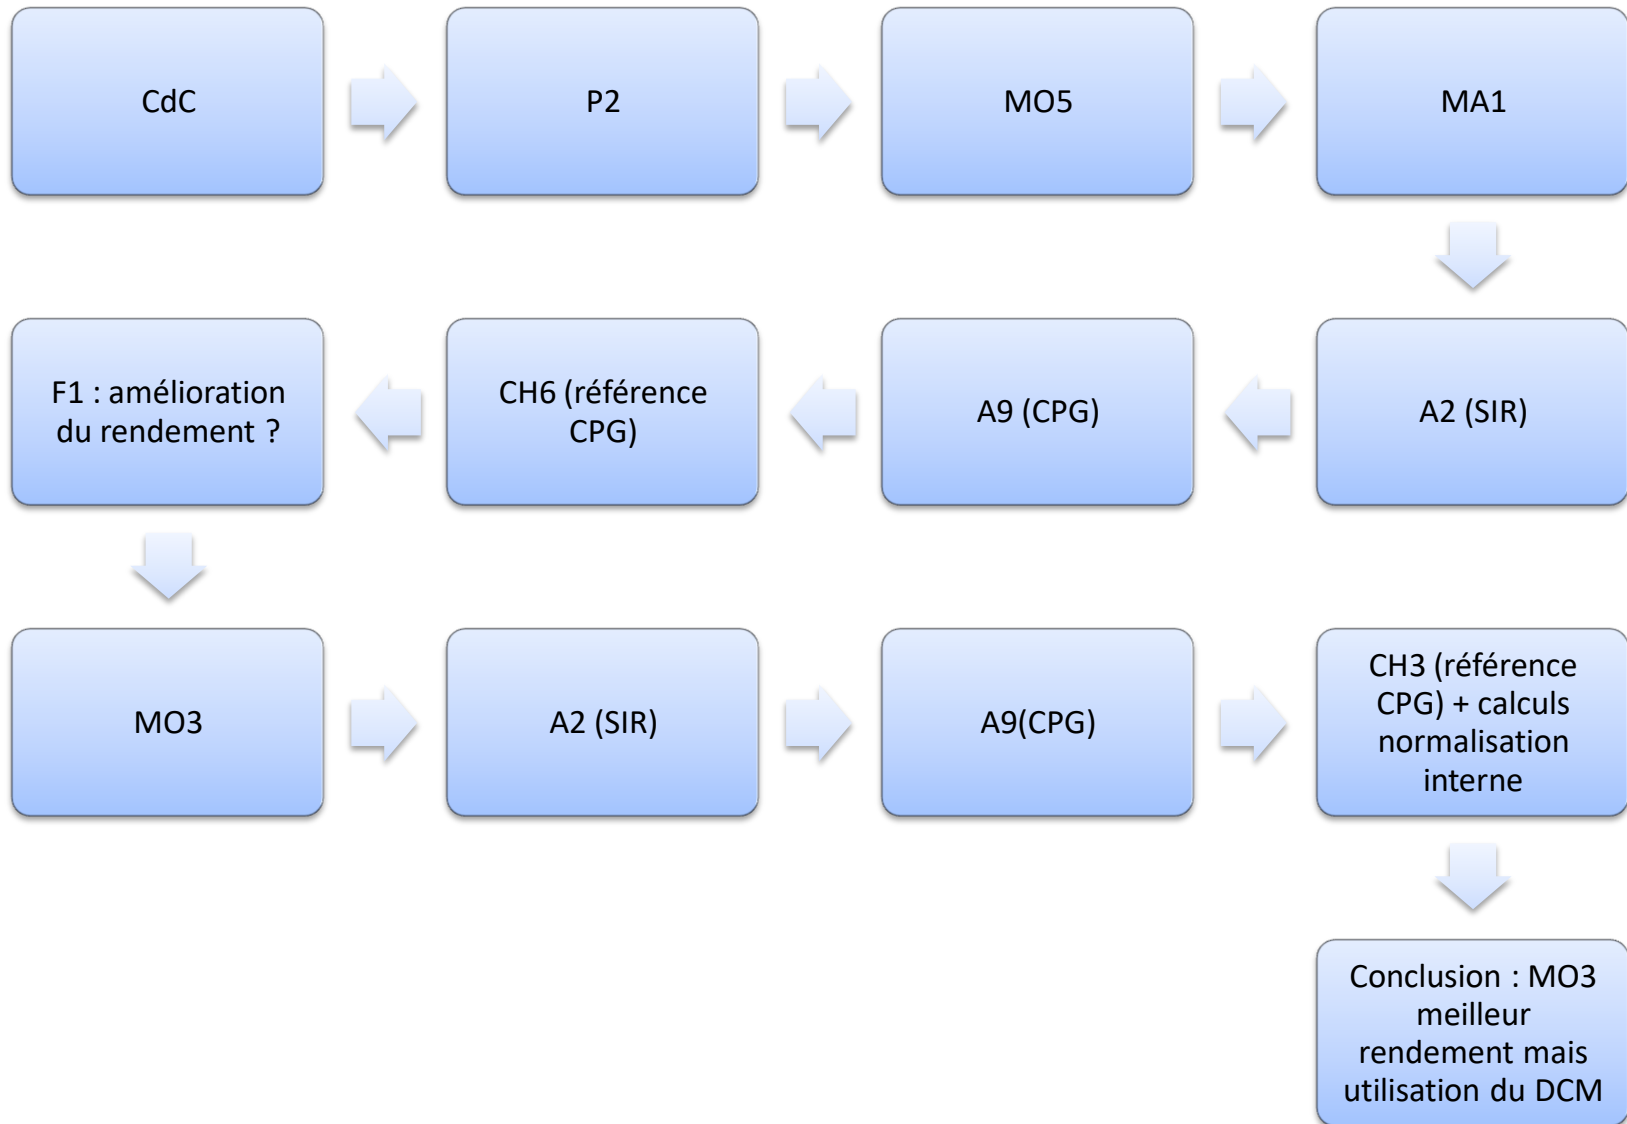 CdC
P2
MO5
MA1
A2 (SIR)
A9 (CPG)
CH6 (référence
CPG)
F1 : amélioration
du rendement ?
MO3
A2 (SIR)
A9(CPG)
CH3 (référence
CPG) + calculs
normalisation
interne
Conclusion : MO3
meilleur
rendement mais
utilisation du DCM